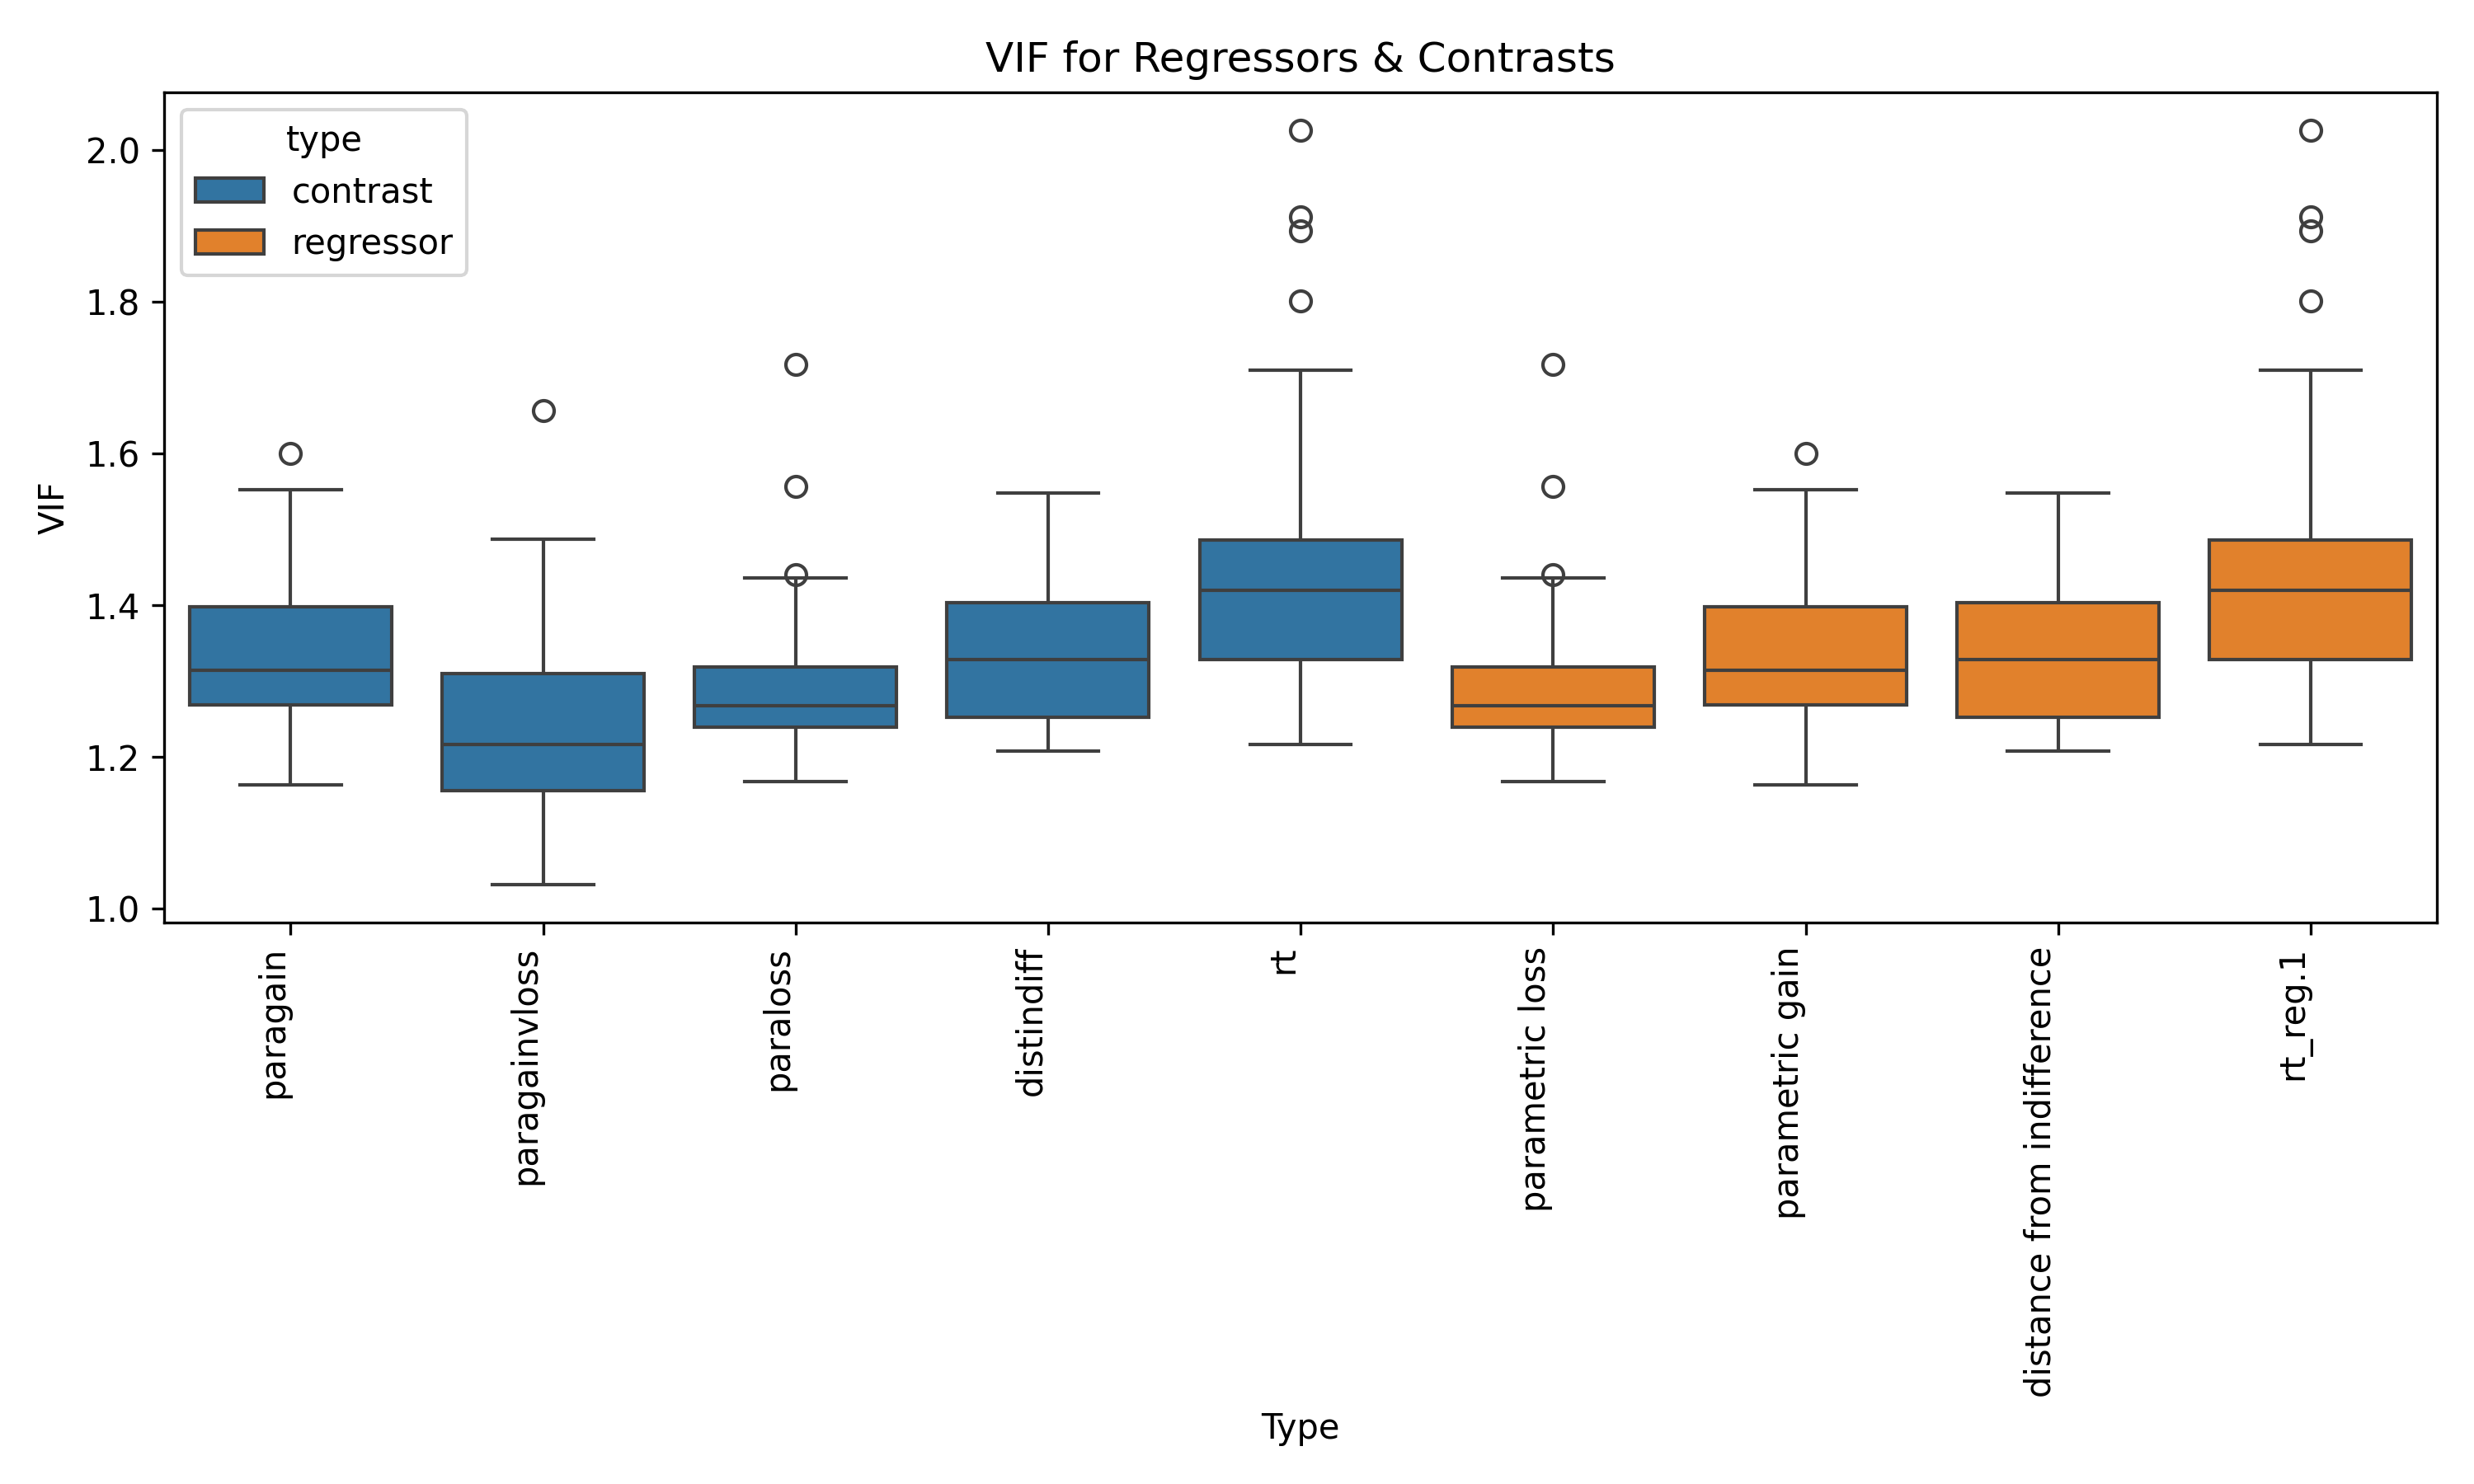 VIF for Regressors & Contrasts
type
contrast
regressor
VIF
2.0
1.8
1.6
1.4
1.2
1.0
paragain
paragainvloss
paraloss
distindiff
rt
parametric loss
parametric gain
distance from indifference
rt_reg.1
Type